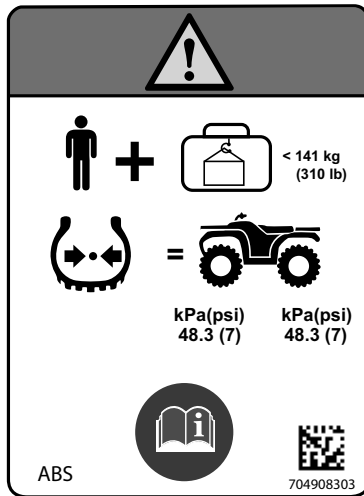 < 141 kg
(310 lb)
kPa(psi) kPa(psi)
48.3 (7) 48.3 (7)
ABS
704908303